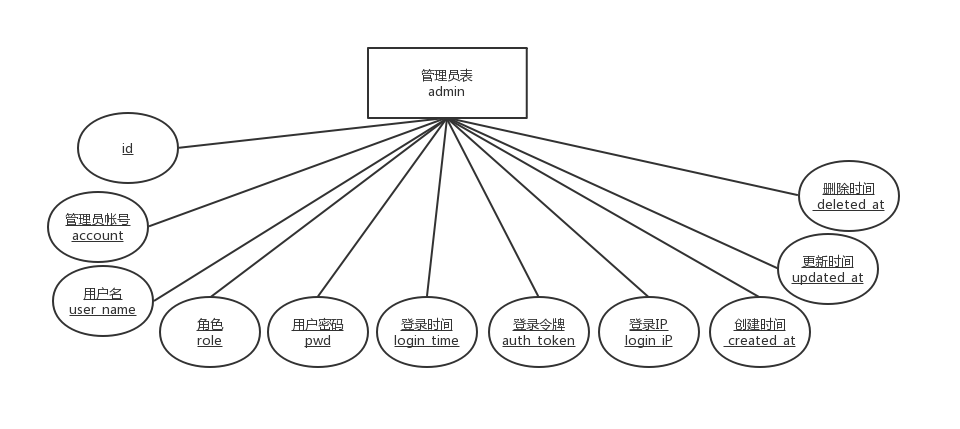 管理员表
admin
id
管理员帐号
account
用户名
user_name
角色
role
用户密码
pwd
登录时间
login_time
登录令牌
auth_token
登录IP
login_iP
创建时间
_created_at
更新时间
updated_at
删除时间
_deleted_at